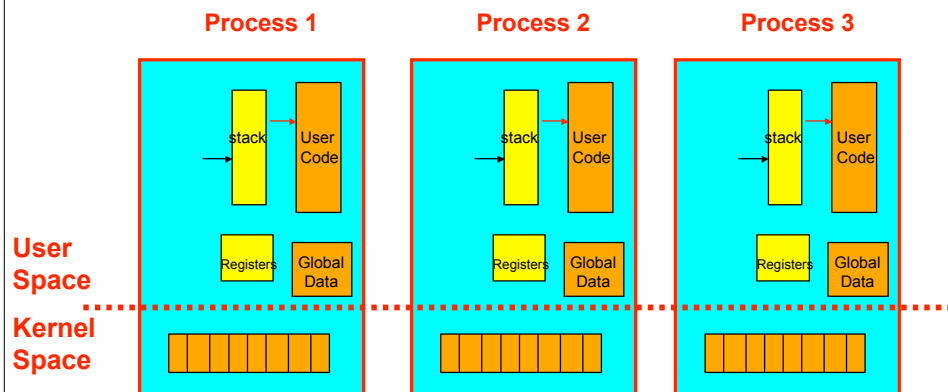 Process 1
Process 2
Process 3
stack
User
Code
stack
User
Code
stack
User
Code
User
Space
Registers
Global
Data
Registers
Global
Data
Registers
Global
Data
Kernel
Space